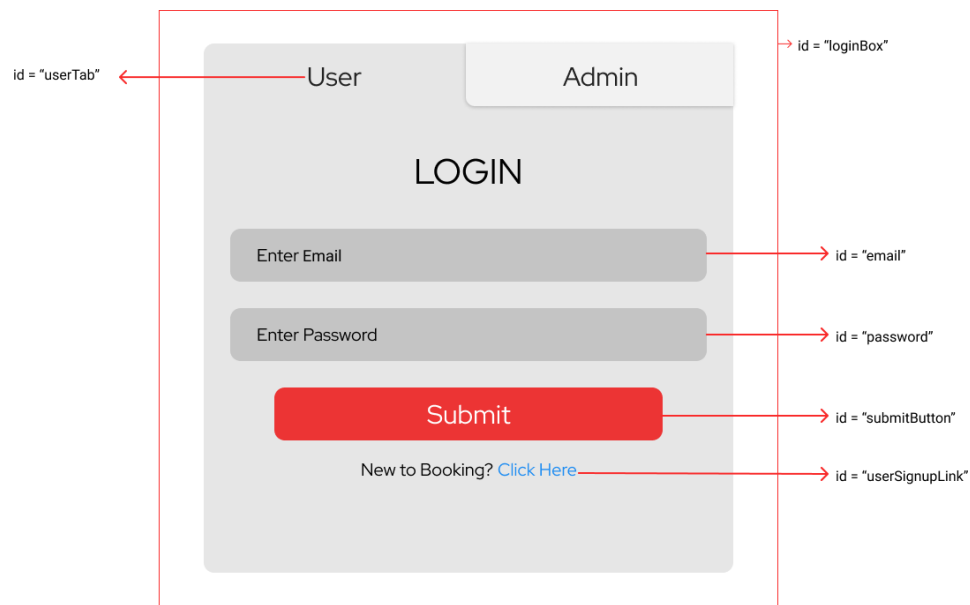 id = “loginBox”
id = “userTab”
User
Admin
LOGIN
Enter Email
id = “email”
Enter Password
id = “password”
Submit
id = “submitButton”
New to Booking? Click Here
id = “userSignupLink”